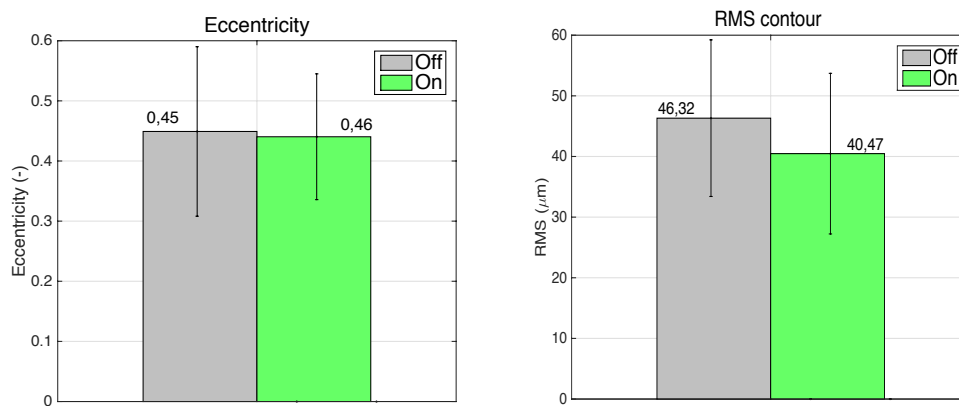 Eccentricity
0.6
0.5
0.4
0.3
0.2
0.1
0
Eccentricity (-)
0,45
0,46
Off
On
RMS contour
60
50
40
30
20
10
0
RMS (μm)
46,32
40,47
Off
On